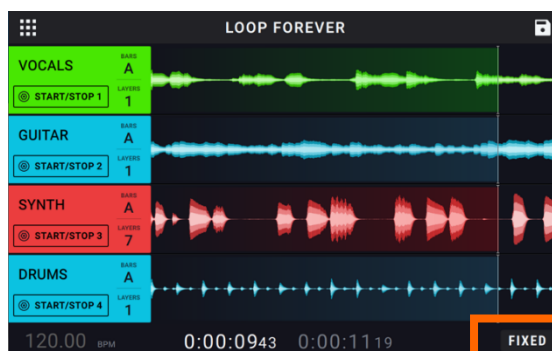 LOOP FOREVER
VOCALS
BARS
A
START/STOP 1
LAYERS
1
GUITAR
BARS
A
START/STOP 2
LAYERS
1
SYNTH
BARS
A
START/STOP 3
LAYERS
7
DRUMS
BARS
A
START/STOP 4
LAYERS
1
120.00 BPM 0:00:0943 0:00:1119 FIXED